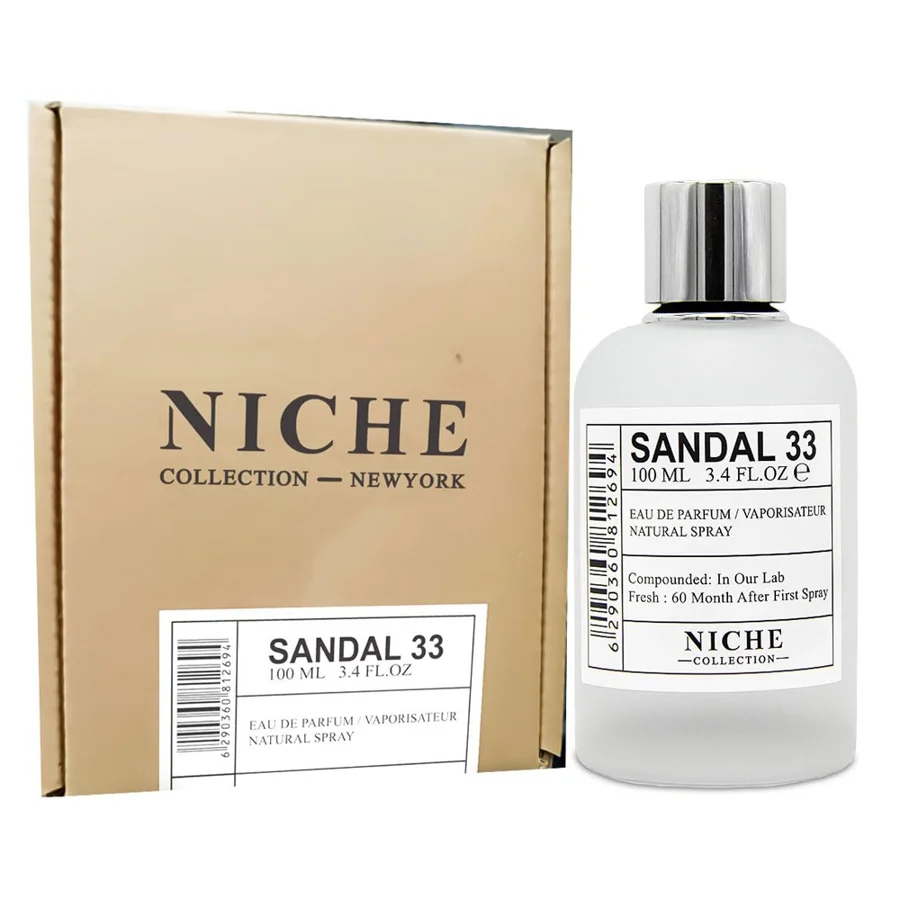 NICHE
COLLECTION — NEWYORK
SANDAL 33
100 ML 3.4 FL.OZ
EAU DE PARFUM / VAPORISATEUR
NATURAL SPRAY
6 290360 812694
SANDAL 33
100 ML 3.4 FL.OZ ℮
EAU DE PARFUM / VAPORISATEUR
NATURAL SPRAY
Compounded: In Our Lab
Fresh : 60 Month After First Spray
NICHE
—COLLECTION—
6 290360 812694